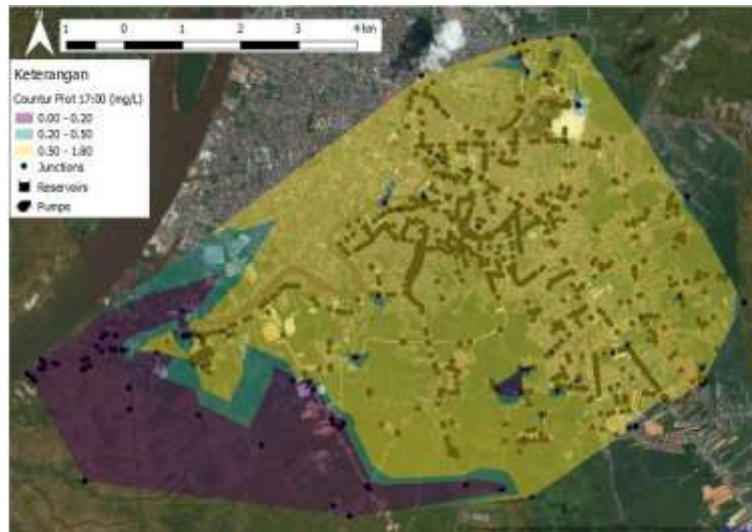 1 0 1 2 3 4 km
Keterangan
Countur Plot 17:00 (mg/L)
0.00 - 0.20
0.20 - 0.50
0.50 - 1.80
Junctions
Reservoirs
Pumps